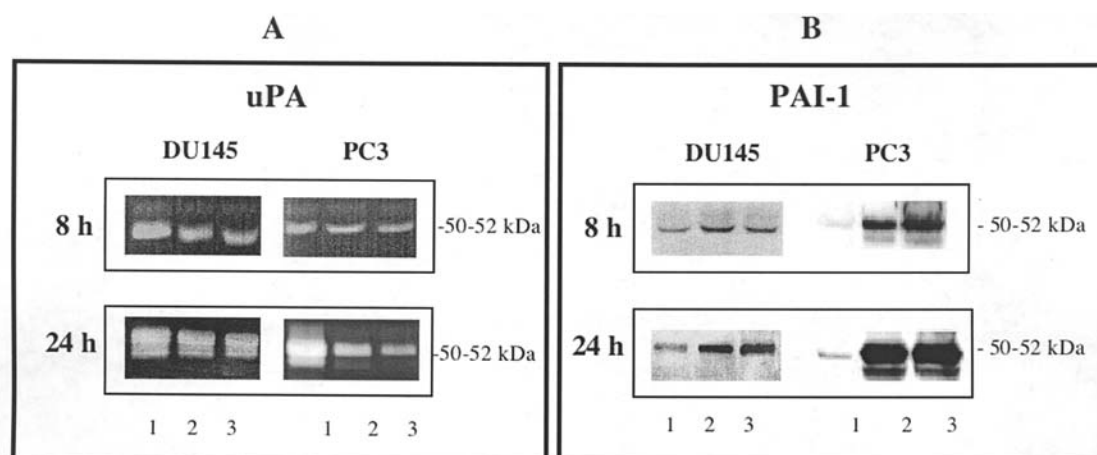 A
B
uPA
DU145 PC3
8 h
-50-52 kDa
24 h
-50-52 kDa
1 2 3 1 2 3
PAI-1
DU145 PC3
8 h
- 50-52 kDa
24 h
- 50-52 kDa
1 2 3 1 2 3